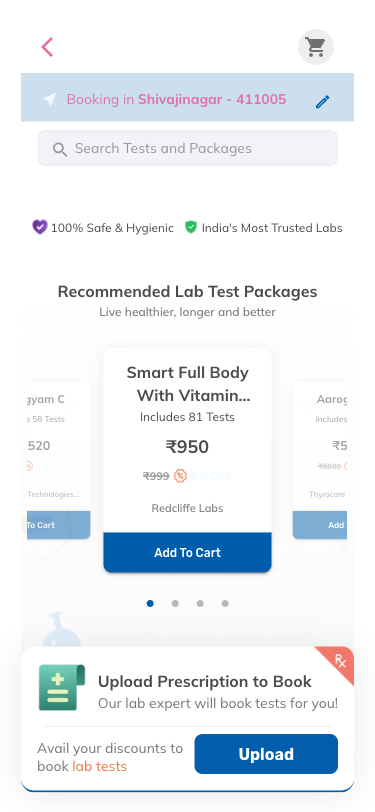 Booking in Shivajinagar - 411005
Search Tests and Packages
100% Safe & Hygienic
India's Most Trusted Labs
Recommended Lab Test Packages
Live healthier, longer and better
gyam C
s 58 Tests
520
Technologies...
To Cart
Smart Full Body
With Vitamin...
Includes 81 Tests
₹950
₹999 5% OFF
Redcliffe Labs
Add To Cart
Aarog
Includes
₹5
₹6000
Thyrocare
Add
Rx
Upload Prescription to Book
Our lab expert will book tests for you!
Avail your discounts to
book lab tests
Upload